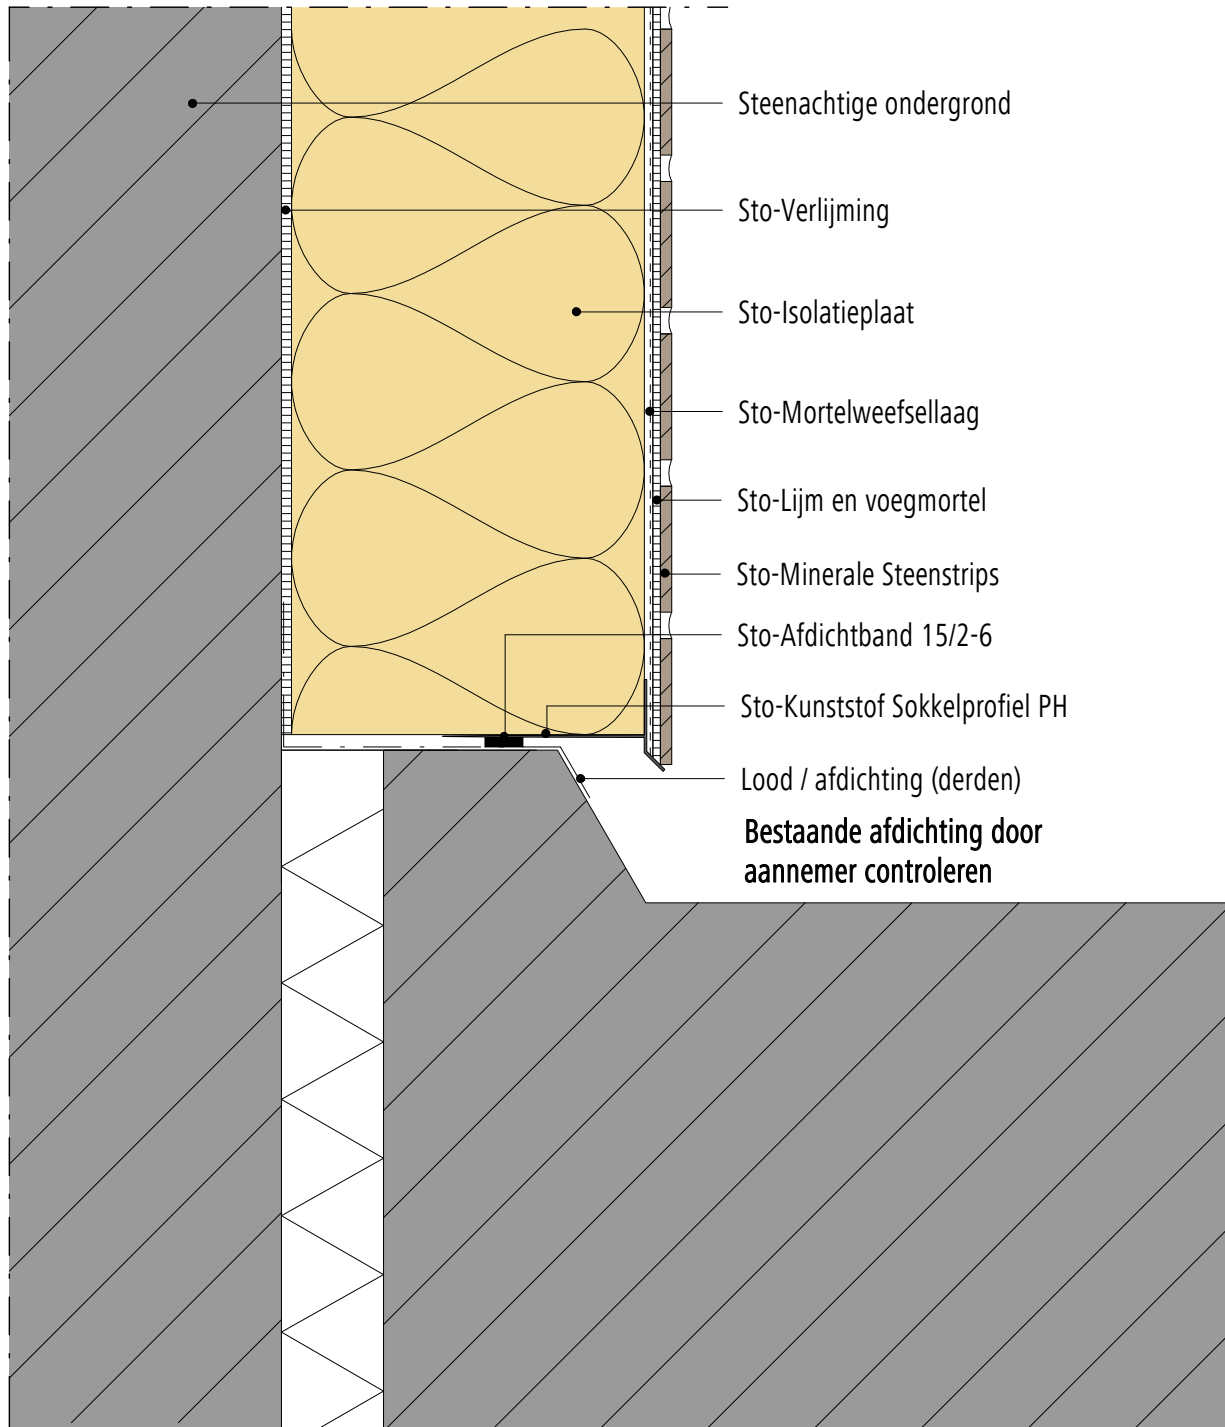 Steenachtige ondergrond
Sto-Verlijming
Sto-Isolatieplaat
Sto-Mortelweefsellaag
Sto-Lijm en voegmortel
Sto-Minerale Steenstrips
Sto-Afdichtband 15/2-6
Sto-Kunststof Sokkelprofiel PH
Lood / afdichting (derden)
Bestaande afdichting door
aannemer controleren